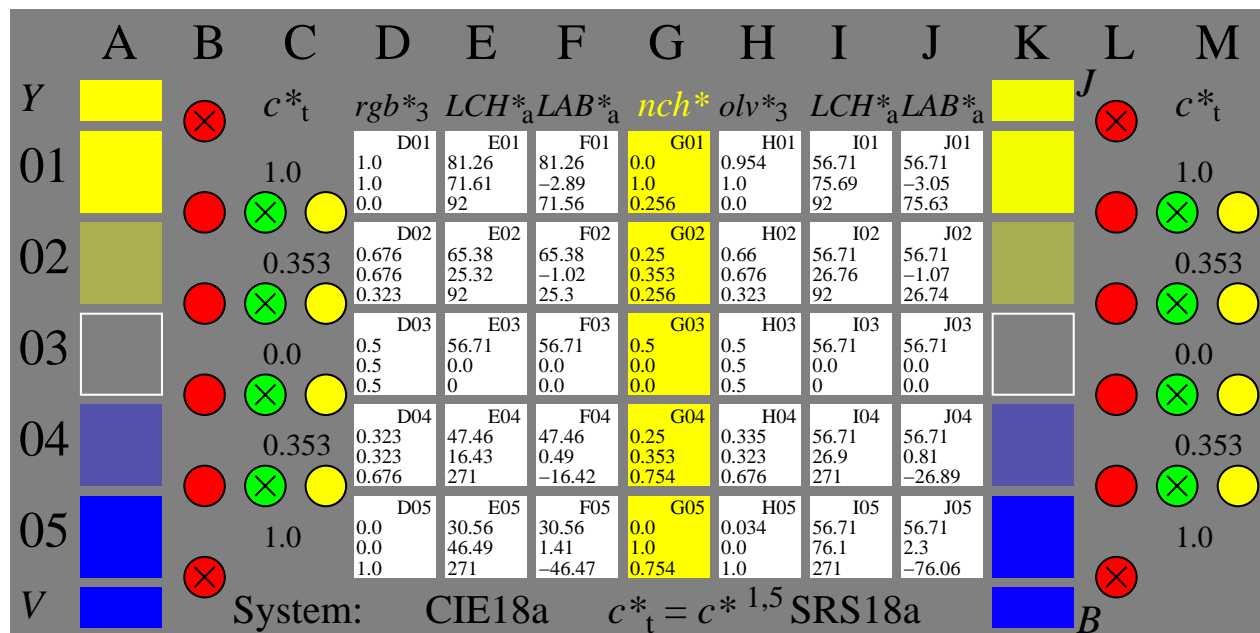 A B C D E F G H I J K L M
Y c*t rgb*3 LCH*a LAB*a nch* olv*3 LCH*a LAB*a J c*t
01 1.0 D01 E01 F01 G01 H01 I01 J01 1.0
1.0 81.26 81.26 0.0 0.954 56.71 56.71
1.0 71.61 −2.89 1.0 1.0 75.69 −3.05
0.0 92 71.56 0.256 0.0 92 75.63
02 0.353 D02 E02 F02 G02 H02 I02 J02 0.353
0.676 65.38 65.38 0.25 0.66 56.71 56.71
0.676 25.32 −1.02 0.353 0.676 26.76 −1.07
0.323 92 25.3 0.256 0.323 92 26.74
03 0.0 D03 E03 F03 G03 H03 I03 J03 0.0
0.5 56.71 56.71 0.5 0.5 56.71 56.71
0.5 0.0 0.0 0.0 0.5 0.0 0.0
0.5 0 0.0 0.0 0.5 0 0.0
04 0.353 D04 E04 F04 G04 H04 I04 J04 0.353
0.323 47.46 47.46 0.25 0.335 56.71 56.71
0.323 16.43 0.49 0.353 0.323 26.9 0.81
0.676 271 −16.42 0.754 0.676 271 −26.89
05 1.0 D05 E05 F05 G05 H05 I05 J05 1.0
0.0 30.56 30.56 0.0 0.034 56.71 56.71
0.0 46.49 1.41 1.0 0.0 76.1 2.3
1.0 271 −46.47 0.754 1.0 271 −76.06
V System: CIE18a c*t = c* 1,5 SRS18a B